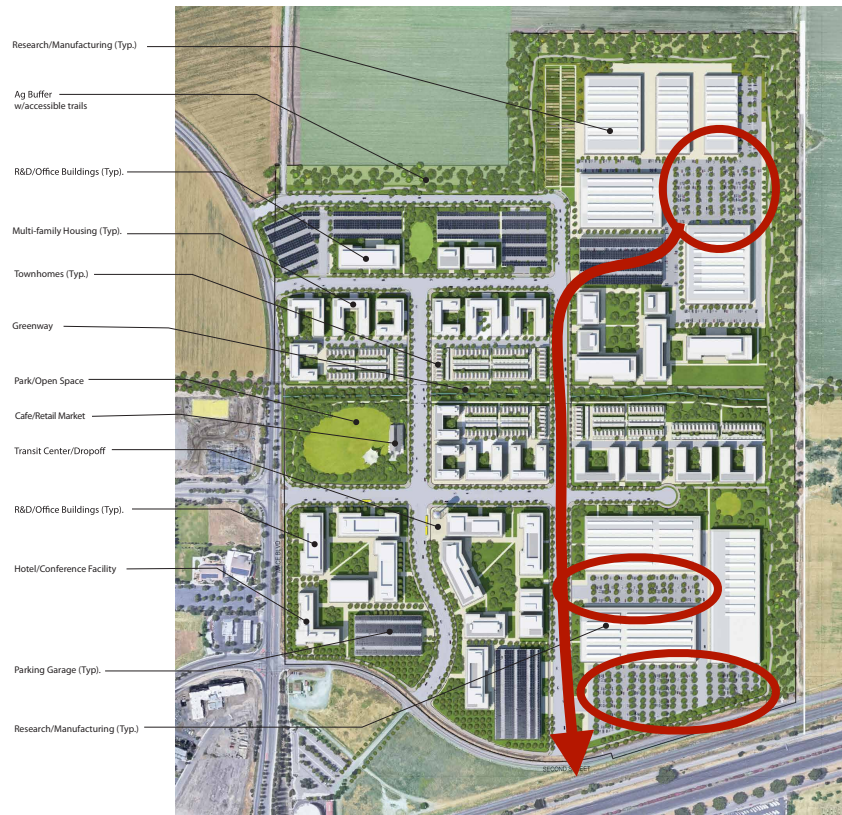 Research/Manufacturing (Typ.)
Ag Buffer
w/accessible trails
R&D/Office Buildings (Typ).
Multi-family Housing (Typ).
Townhomes (Typ.)
Greenway
Park/Open Space
Cafe/Retail Market
Transit Center/Dropoff
R&D/Office Buildings (Typ).
Hotel/Conference Facility
Parking Garage (Typ).
Research/Manufacturing (Typ.)
BLVD
SECOND